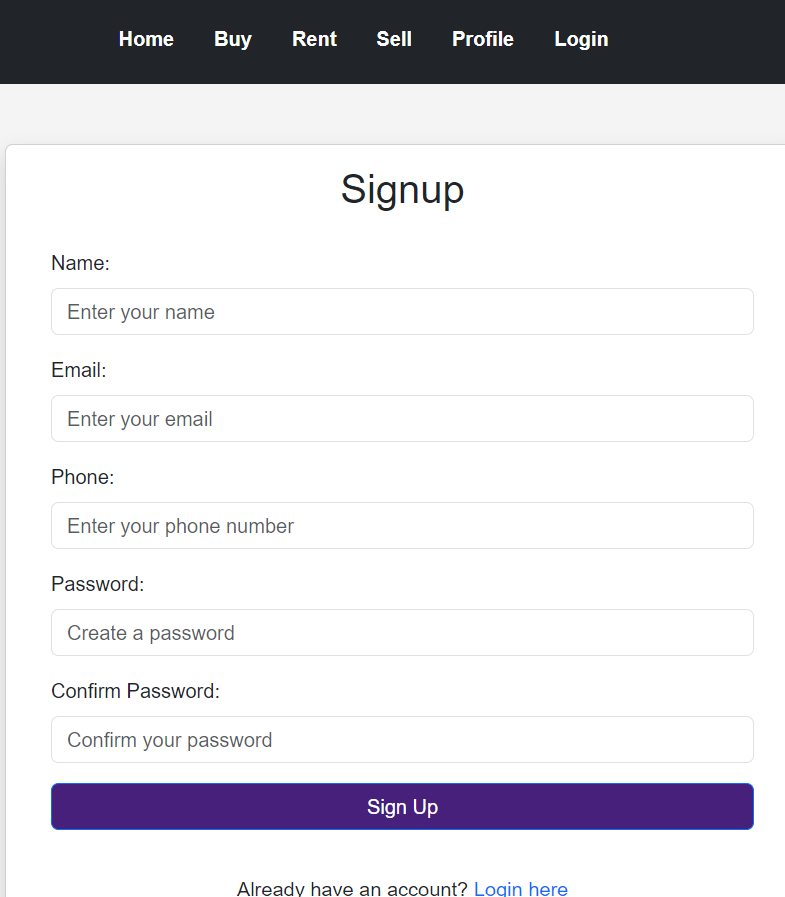 Home Buy Rent Sell Profile Login
Signup
Name:
Enter your name
Email:
Enter your email
Phone:
Enter your phone number
Password:
Create a password
Confirm Password:
Confirm your password
Sign Up
Already have an account? Login here